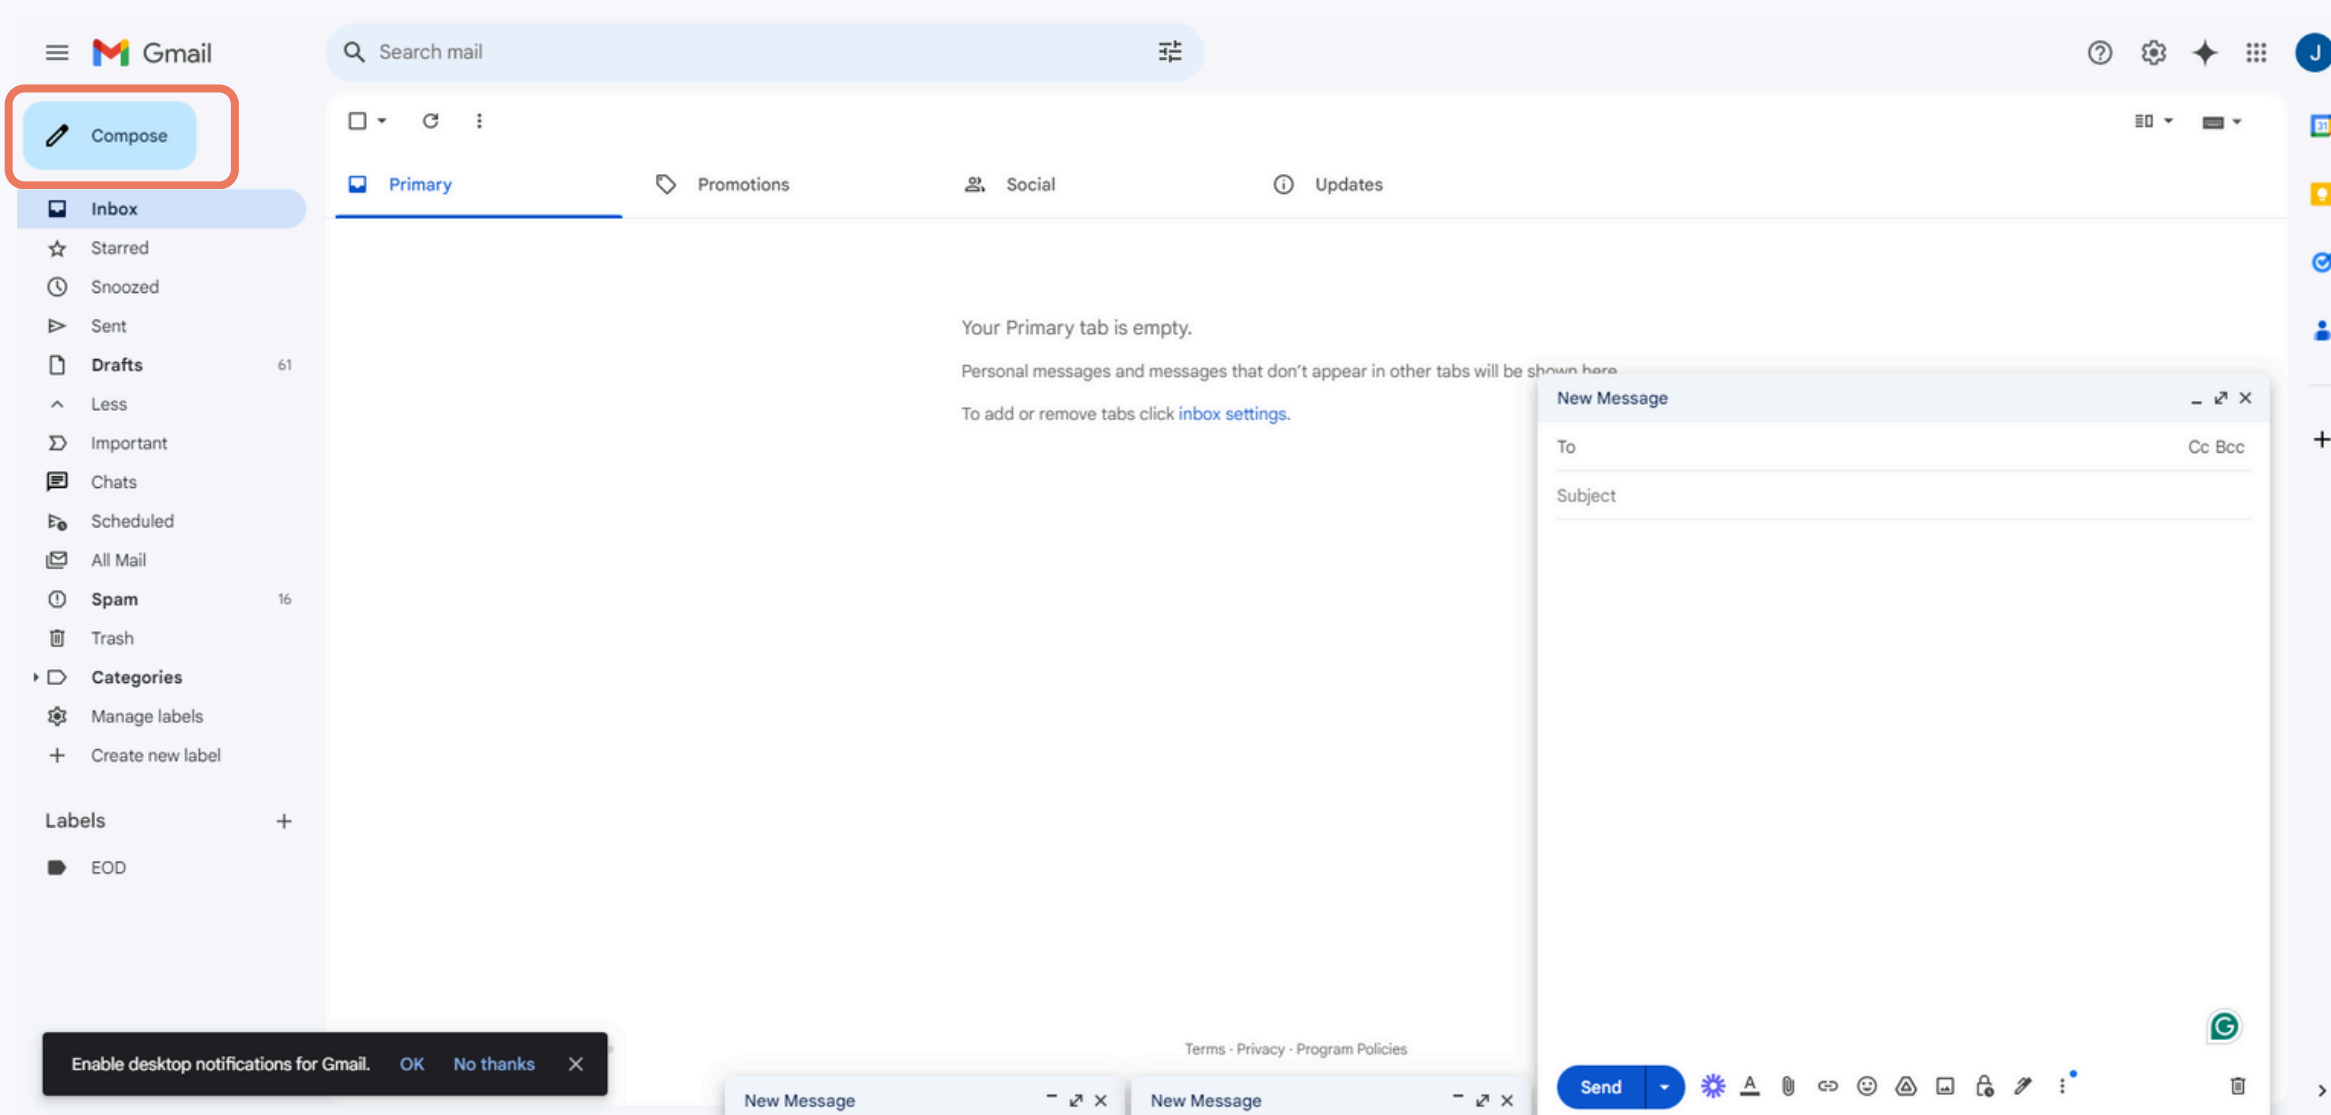 Gmail
Search mail
J
Compose
Primary
Promotions
Social
Updates
Inbox
Starred
Snoozed
Sent
Drafts 61
Less
Important
Chats
Scheduled
All Mail
Spam 16
Trash
Categories
Manage labels
Create new label
Labels
EOD
31
Your Primary tab is empty.
Personal messages and messages that don't appear in other tabs will be shown here
To add or remove tabs click inbox settings.
New Message
To Cc Bcc
Subject
G
Send
Terms · Privacy · Program Policies
Enable desktop notifications for Gmail. OK No thanks
New Message
New Message